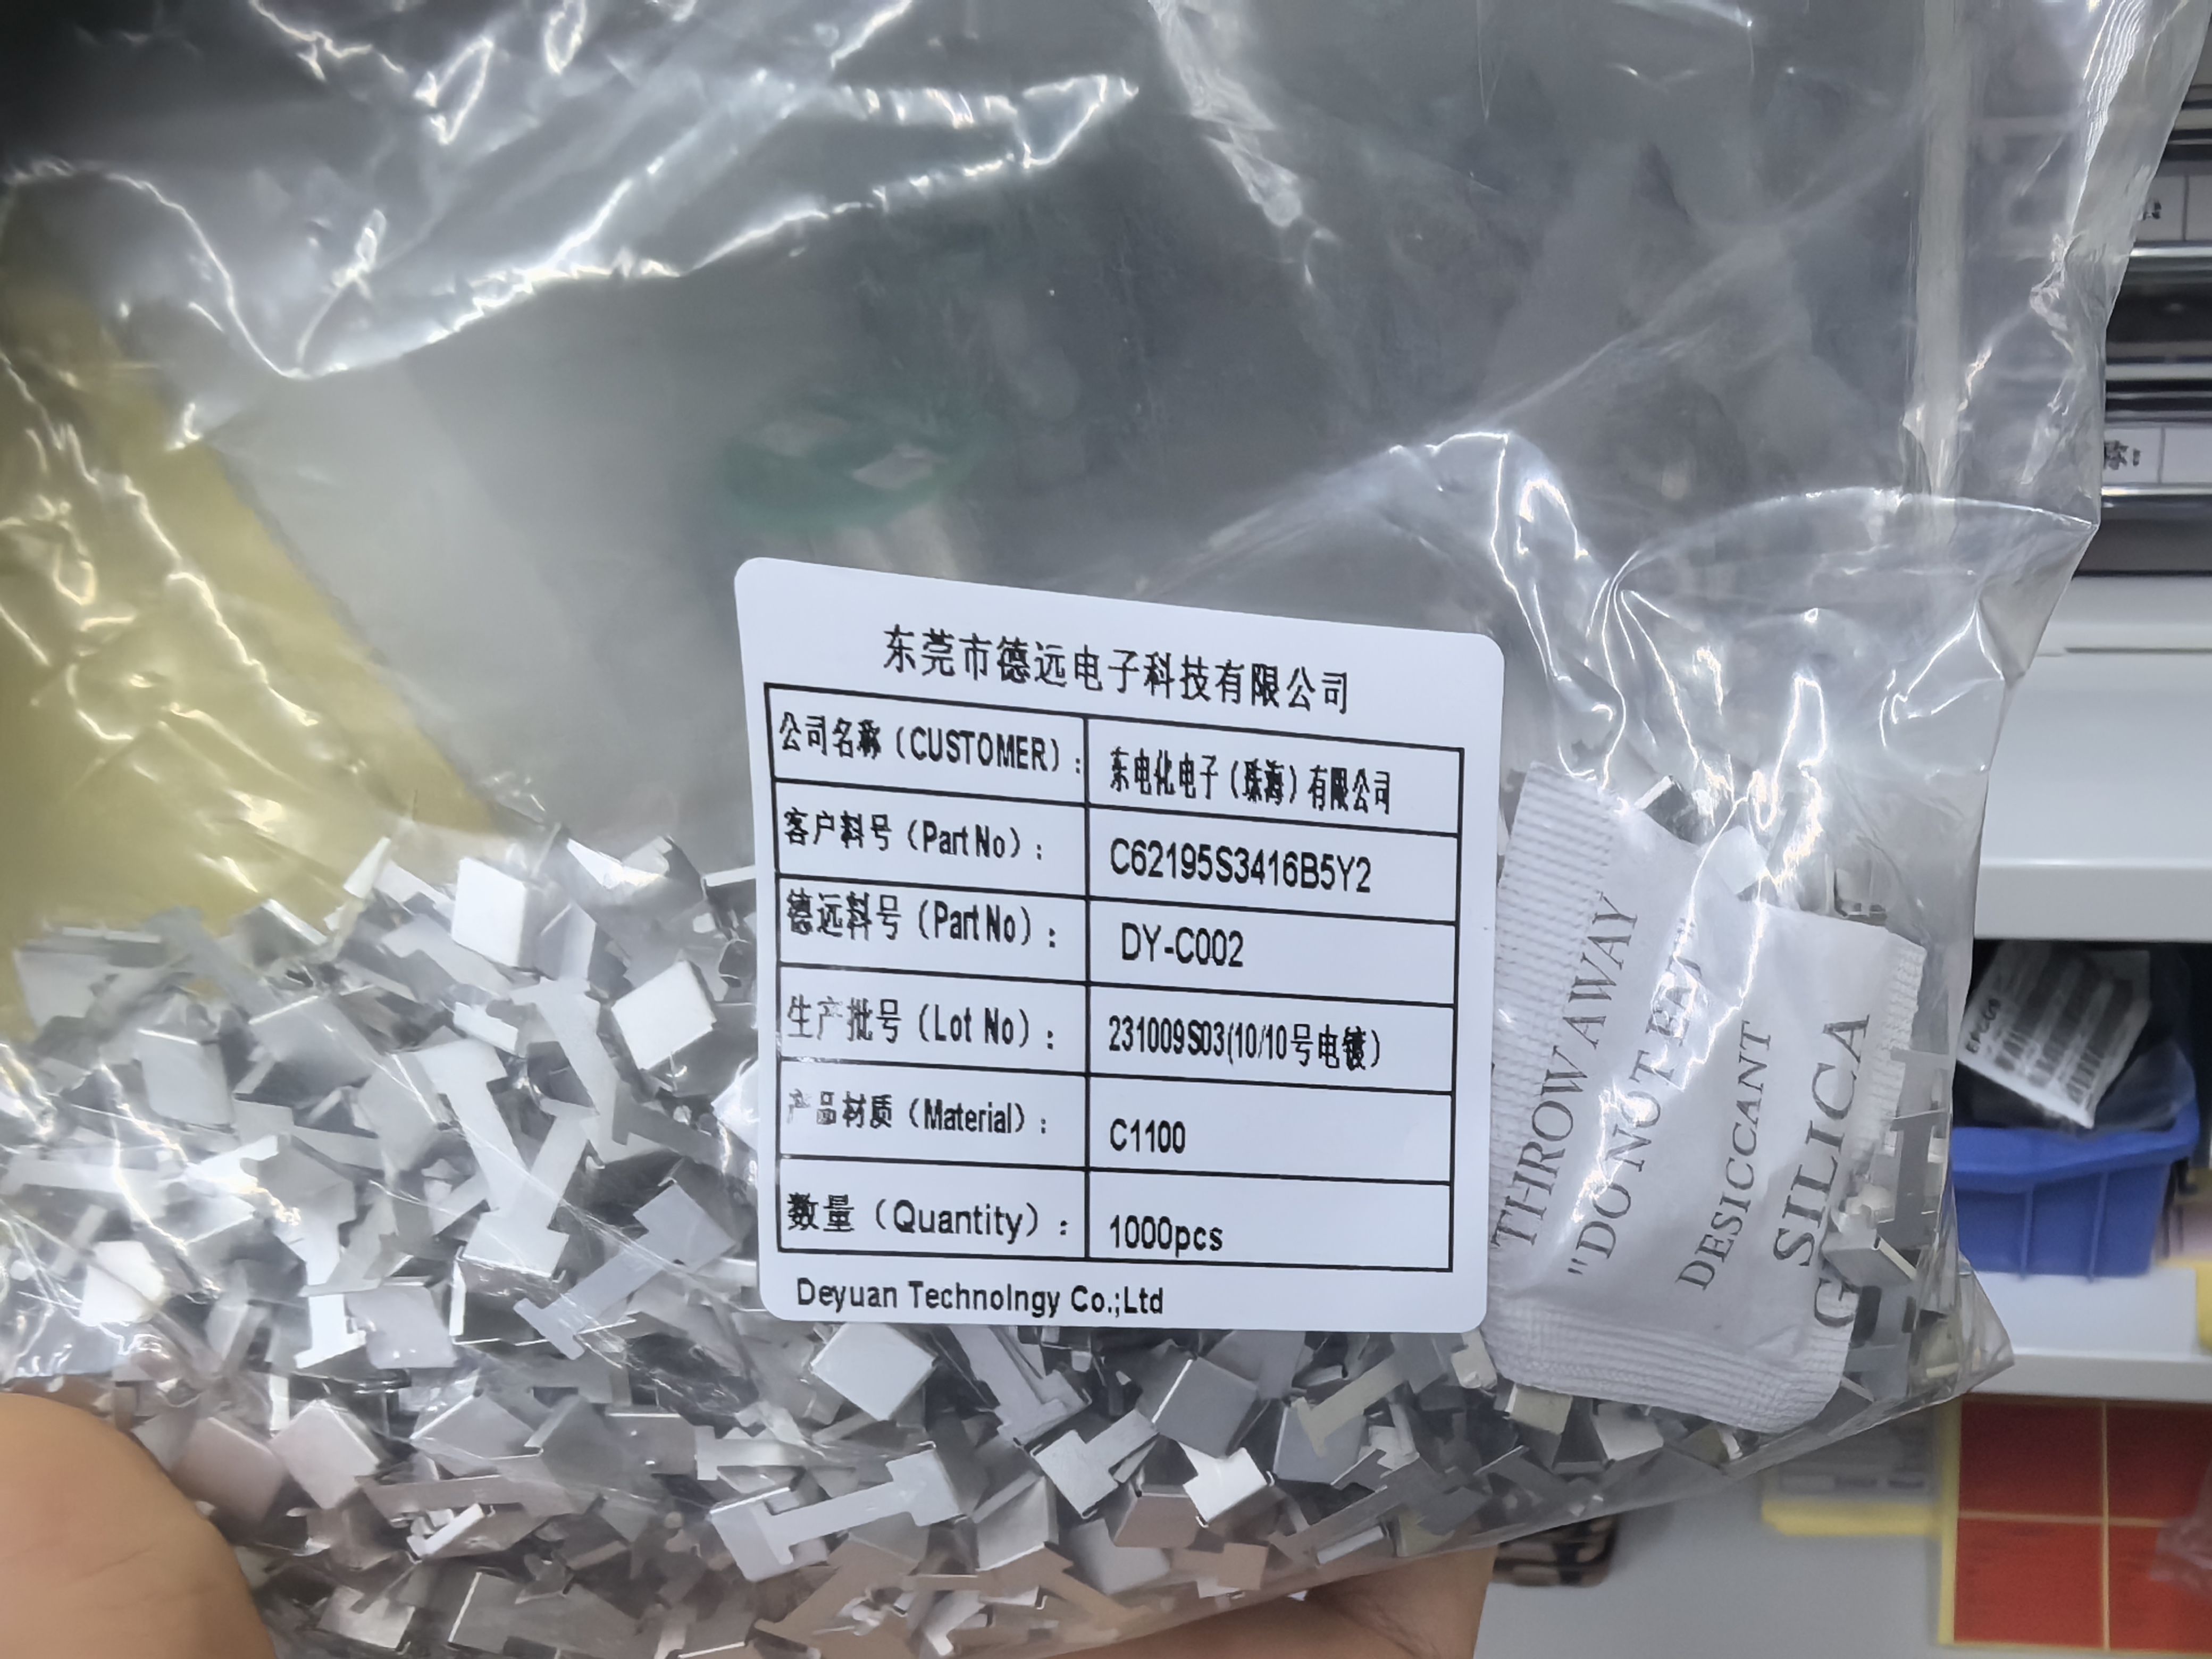 东莞市德远电子科技有限公司
公司名称（CUSTOMER）: 东电化电子（珠海）有限公司
客户料号（Part No）: C62195S3416B5Y2
德远料号（Part No）: DY-C002
生产批号（Lot No）: 231009S03(10/10号电镀）
产品材质（Material）: C1100
数量（Quantity）: 1000pcs
Deyuan Technolngy Co.;Ltd
THROW AWAY
"DO NOT EAT"
DESICCANT
SILICA